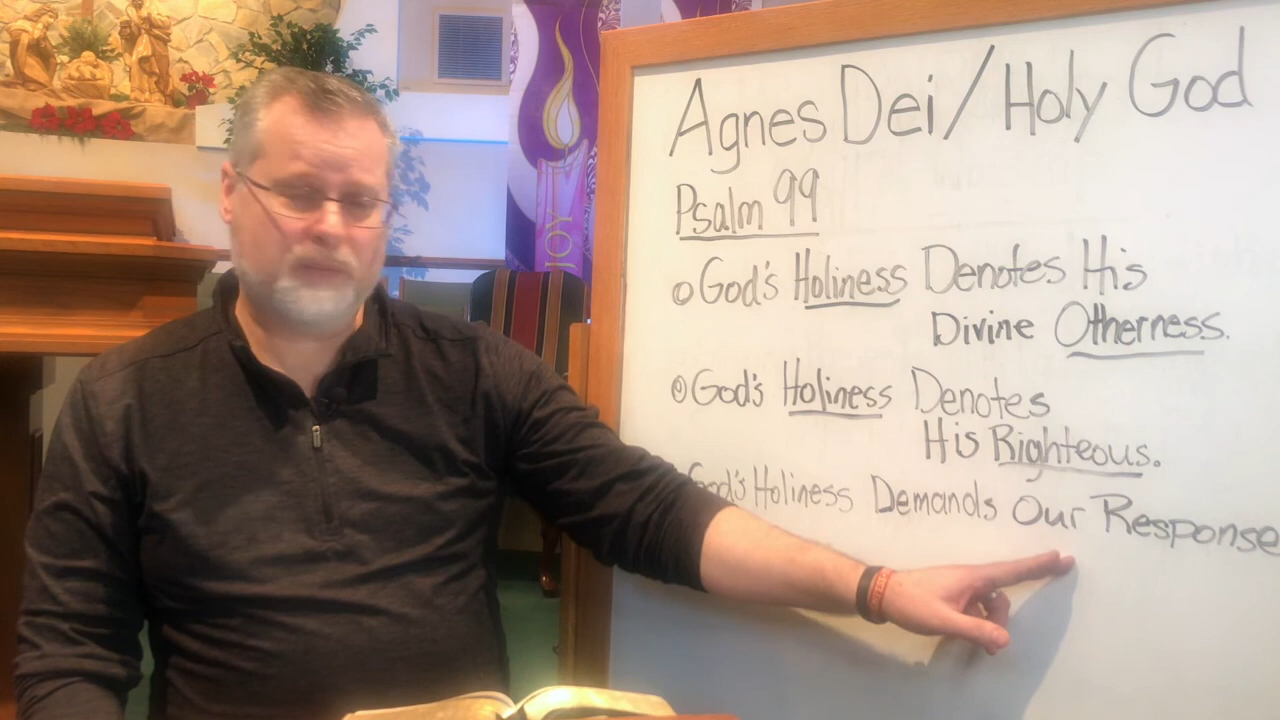 Agnes Dei / Holy God
Psalm 99
God's Holiness Denotes His
Divine Otherness.
God's Holiness Denotes
His Righteous.
God's Holiness Demands Our Response
JOY